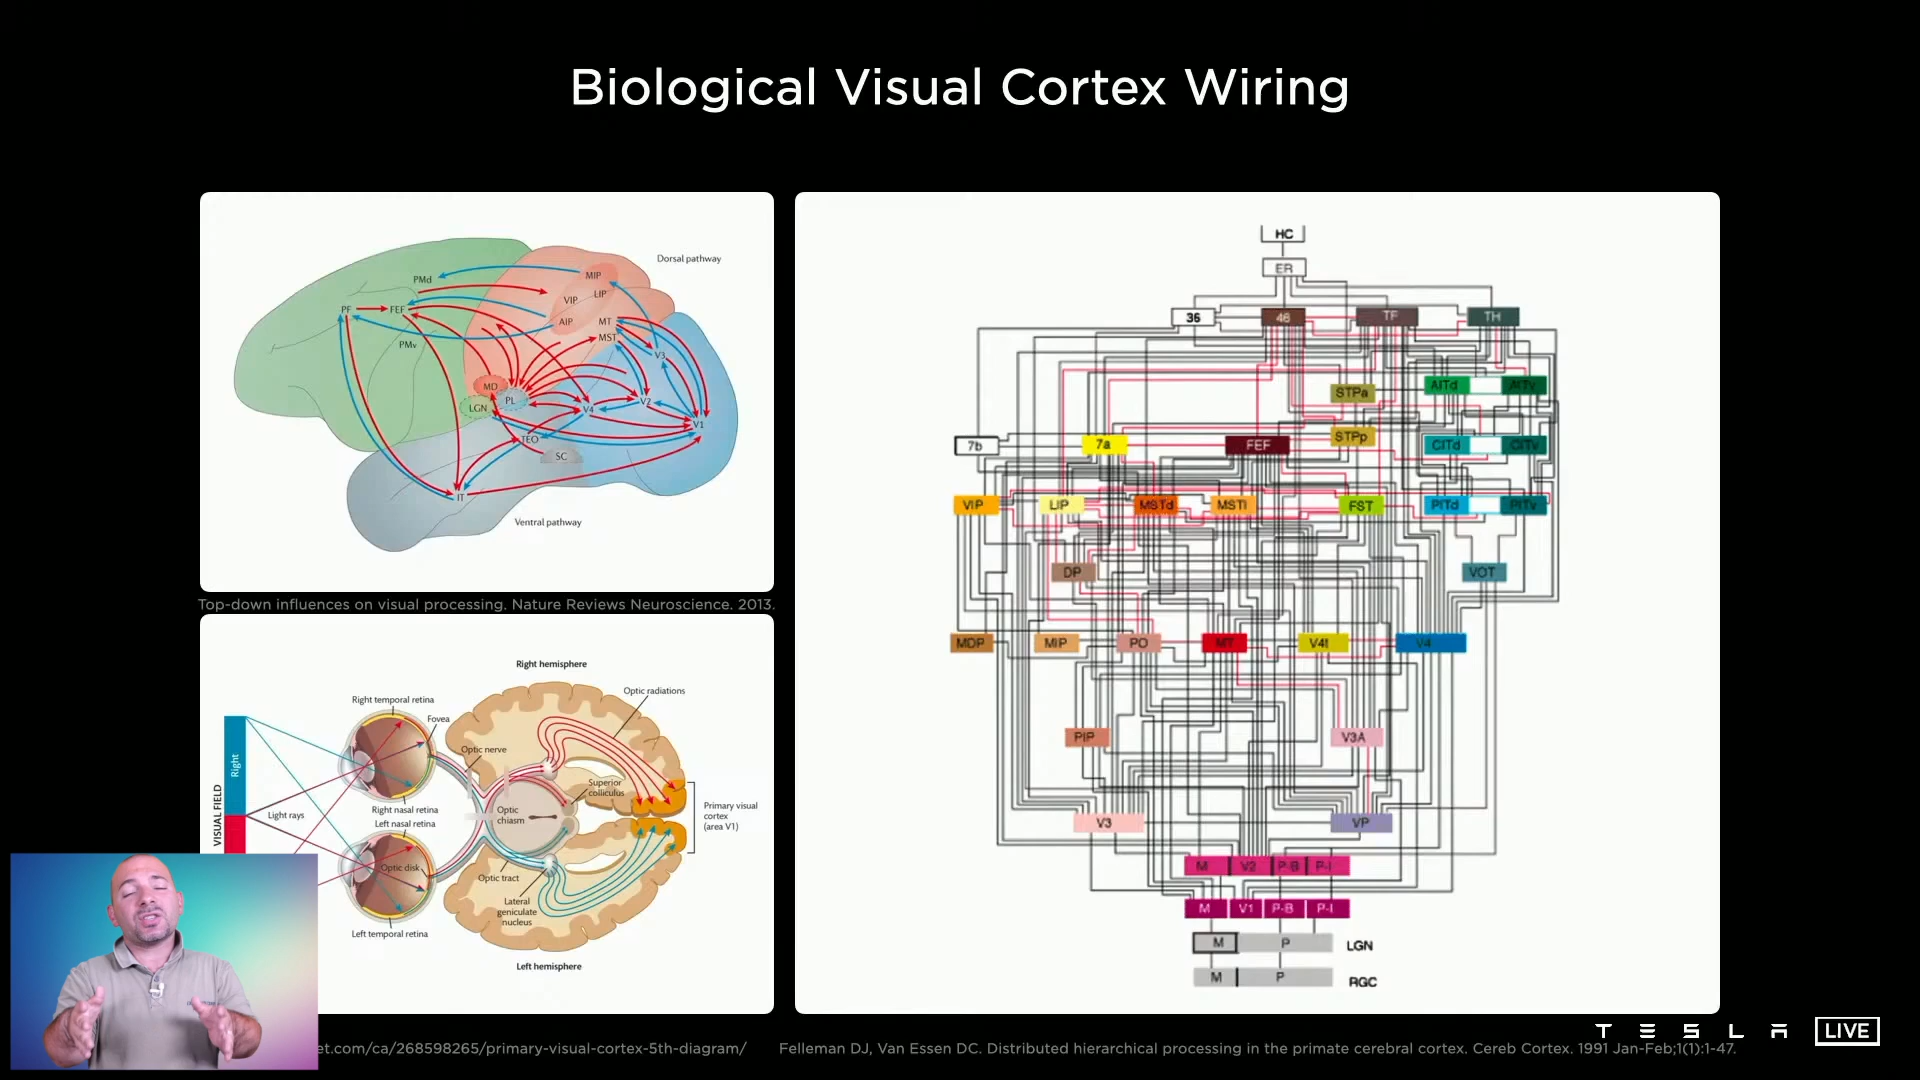 Biological Visual Cortex Wiring
Dorsal pathway
MIP
PMd
LIP
VIP
PF
FEF
AIP
MT
MST
PMv
V3
MD
PL
V2
LGN
V4
V1
TEO
SC
IT
Ventral pathway
Top-down influences on visual processing. Nature Reviews Neuroscience. 2013.
Right hemisphere
Optic radiations
Right temporal retina
Fovea
Optic nerve
Right
Superior
colliculus
Primary visual
cortex
(area V1)
Optic
chiasm
Right nasal retina
Light rays
Left nasal retina
VISUAL FIELD
Optic disk
Optic tract
Lateral
geniculate
nucleus
Left temporal retina
Left hemisphere
et.com/ca/268598265/primary-visual-cortex-5th-diagram/
HC
ER
36 46 TF TH
STPa AITd AITv
7b 7a FEF STPp CITd CITv
VIP LIP MSTd MSTl FST PITd PITv
DP VOT
MDP MIP PO MT V4t V4
PIP V3A
V3 VP
M V2 P-B P-I
M V1 P-B P-I
M P LGN
M P RGC
Felleman DJ, Van Essen DC. Distributed hierarchical processing in the primate cerebral cortex. Cereb Cortex. 1991 Jan-Feb;1(1):1-47.
TESLA LIVE